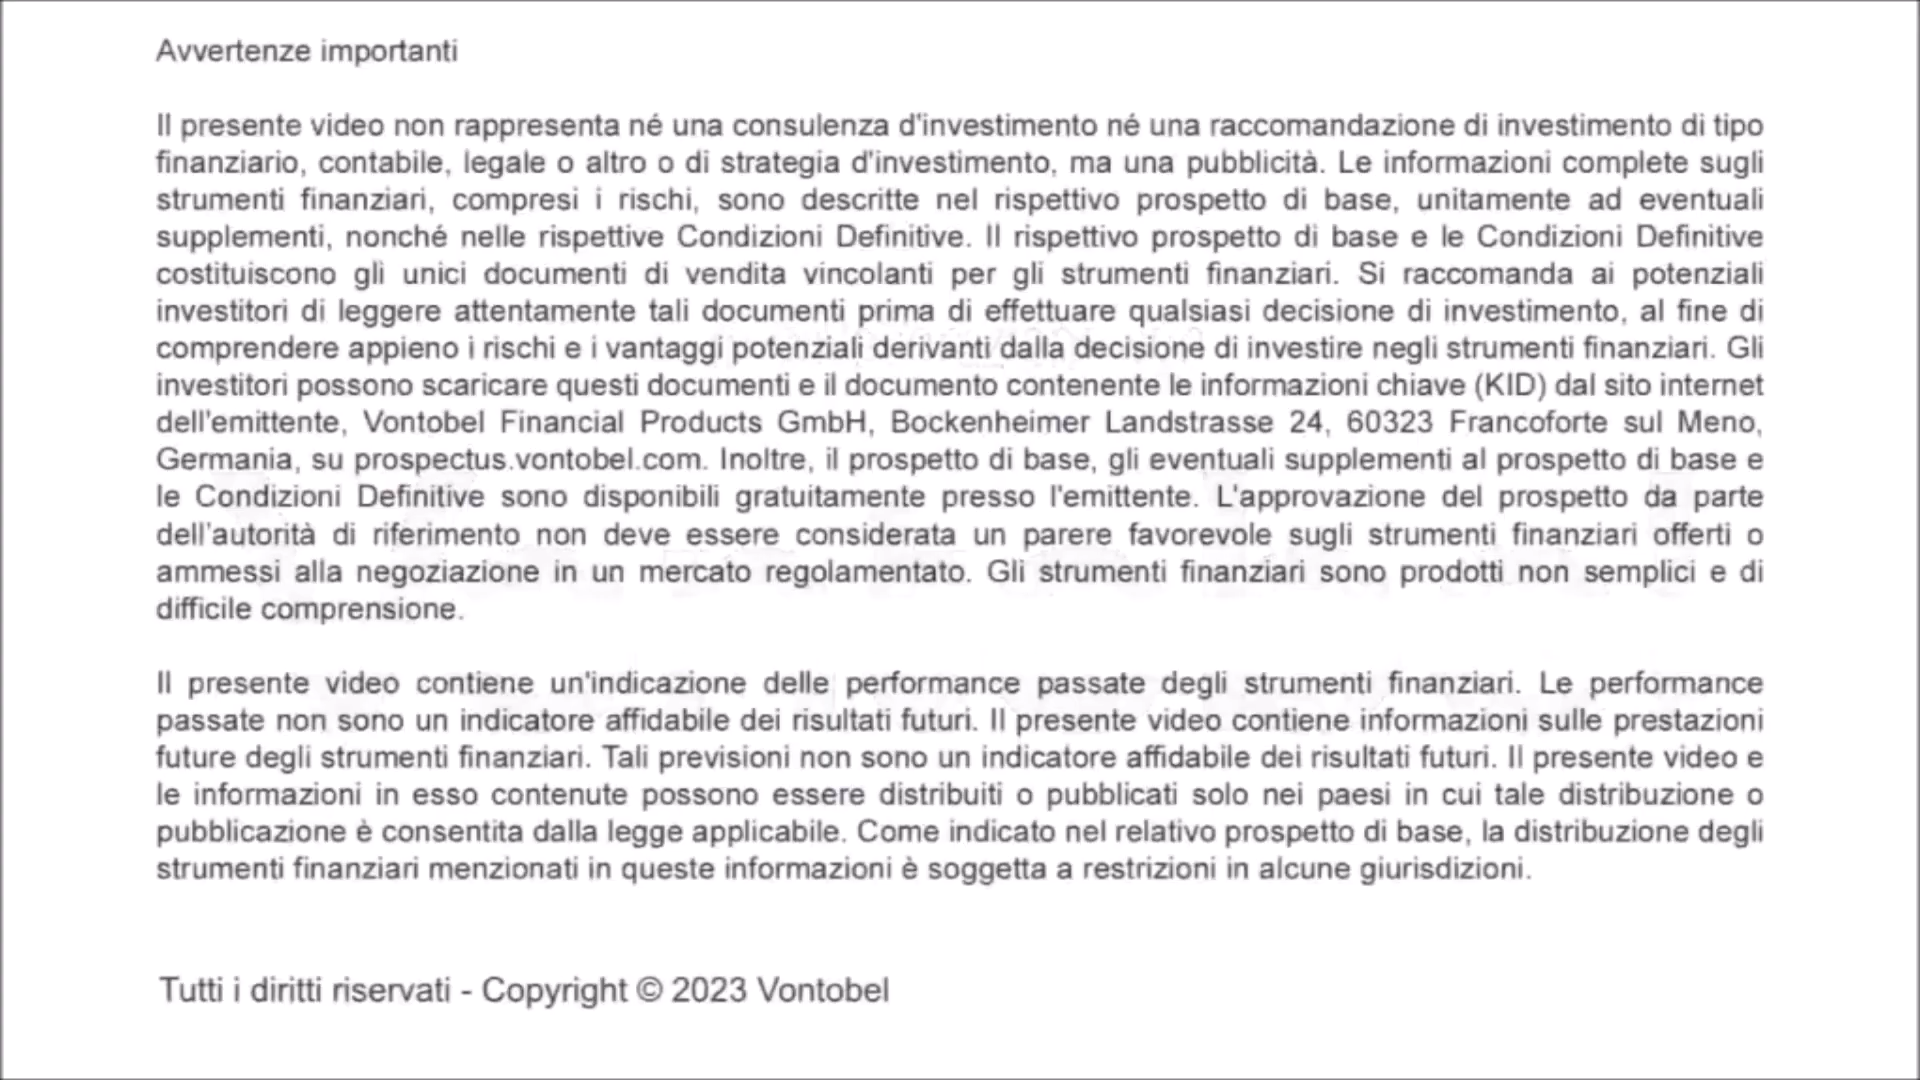 Avvertenze importanti
Il presente video non rappresenta né una consulenza d'investimento né una raccomandazione di investimento di tipo
finanziario, contabile, legale o altro o di strategia d'investimento, ma una pubblicità. Le informazioni complete sugli
strumenti finanziari, compresi i rischi, sono descritte nel rispettivo prospetto di base, unitamente ad eventuali
supplementi, nonché nelle rispettive Condizioni Definitive. Il rispettivo prospetto di base e le Condizioni Definitive
costituiscono gli unici documenti di vendita vincolanti per gli strumenti finanziari. Si raccomanda ai potenziali
investitori di leggere attentamente tali documenti prima di effettuare qualsiasi decisione di investimento, al fine di
comprendere appieno i rischi e i vantaggi potenziali derivanti dalla decisione di investire negli strumenti finanziari. Gli
investitori possono scaricare questi documenti e il documento contenente le informazioni chiave (KID) dal sito internet
dell'emittente, Vontobel Financial Products GmbH, Bockenheimer Landstrasse 24, 60323 Francoforte sul Meno,
Germania, su prospectus.vontobel.com. Inoltre, il prospetto di base, gli eventuali supplementi al prospetto di base e
le Condizioni Definitive sono disponibili gratuitamente presso l'emittente. L'approvazione del prospetto da parte
dell'autorità di riferimento non deve essere considerata un parere favorevole sugli strumenti finanziari offerti o
ammessi alla negoziazione in un mercato regolamentato. Gli strumenti finanziari sono prodotti non semplici e di
difficile comprensione.
Il presente video contiene un'indicazione delle performance passate degli strumenti finanziari. Le performance
passate non sono un indicatore affidabile dei risultati futuri. Il presente video contiene informazioni sulle prestazioni
future degli strumenti finanziari. Tali previsioni non sono un indicatore affidabile dei risultati futuri. Il presente video e
le informazioni in esso contenute possono essere distribuiti o pubblicati solo nei paesi in cui tale distribuzione o
pubblicazione è consentita dalla legge applicabile. Come indicato nel relativo prospetto di base, la distribuzione degli
strumenti finanziari menzionati in queste informazioni è soggetta a restrizioni in alcune giurisdizioni.
Tutti i diritti riservati - Copyright © 2023 Vontobel